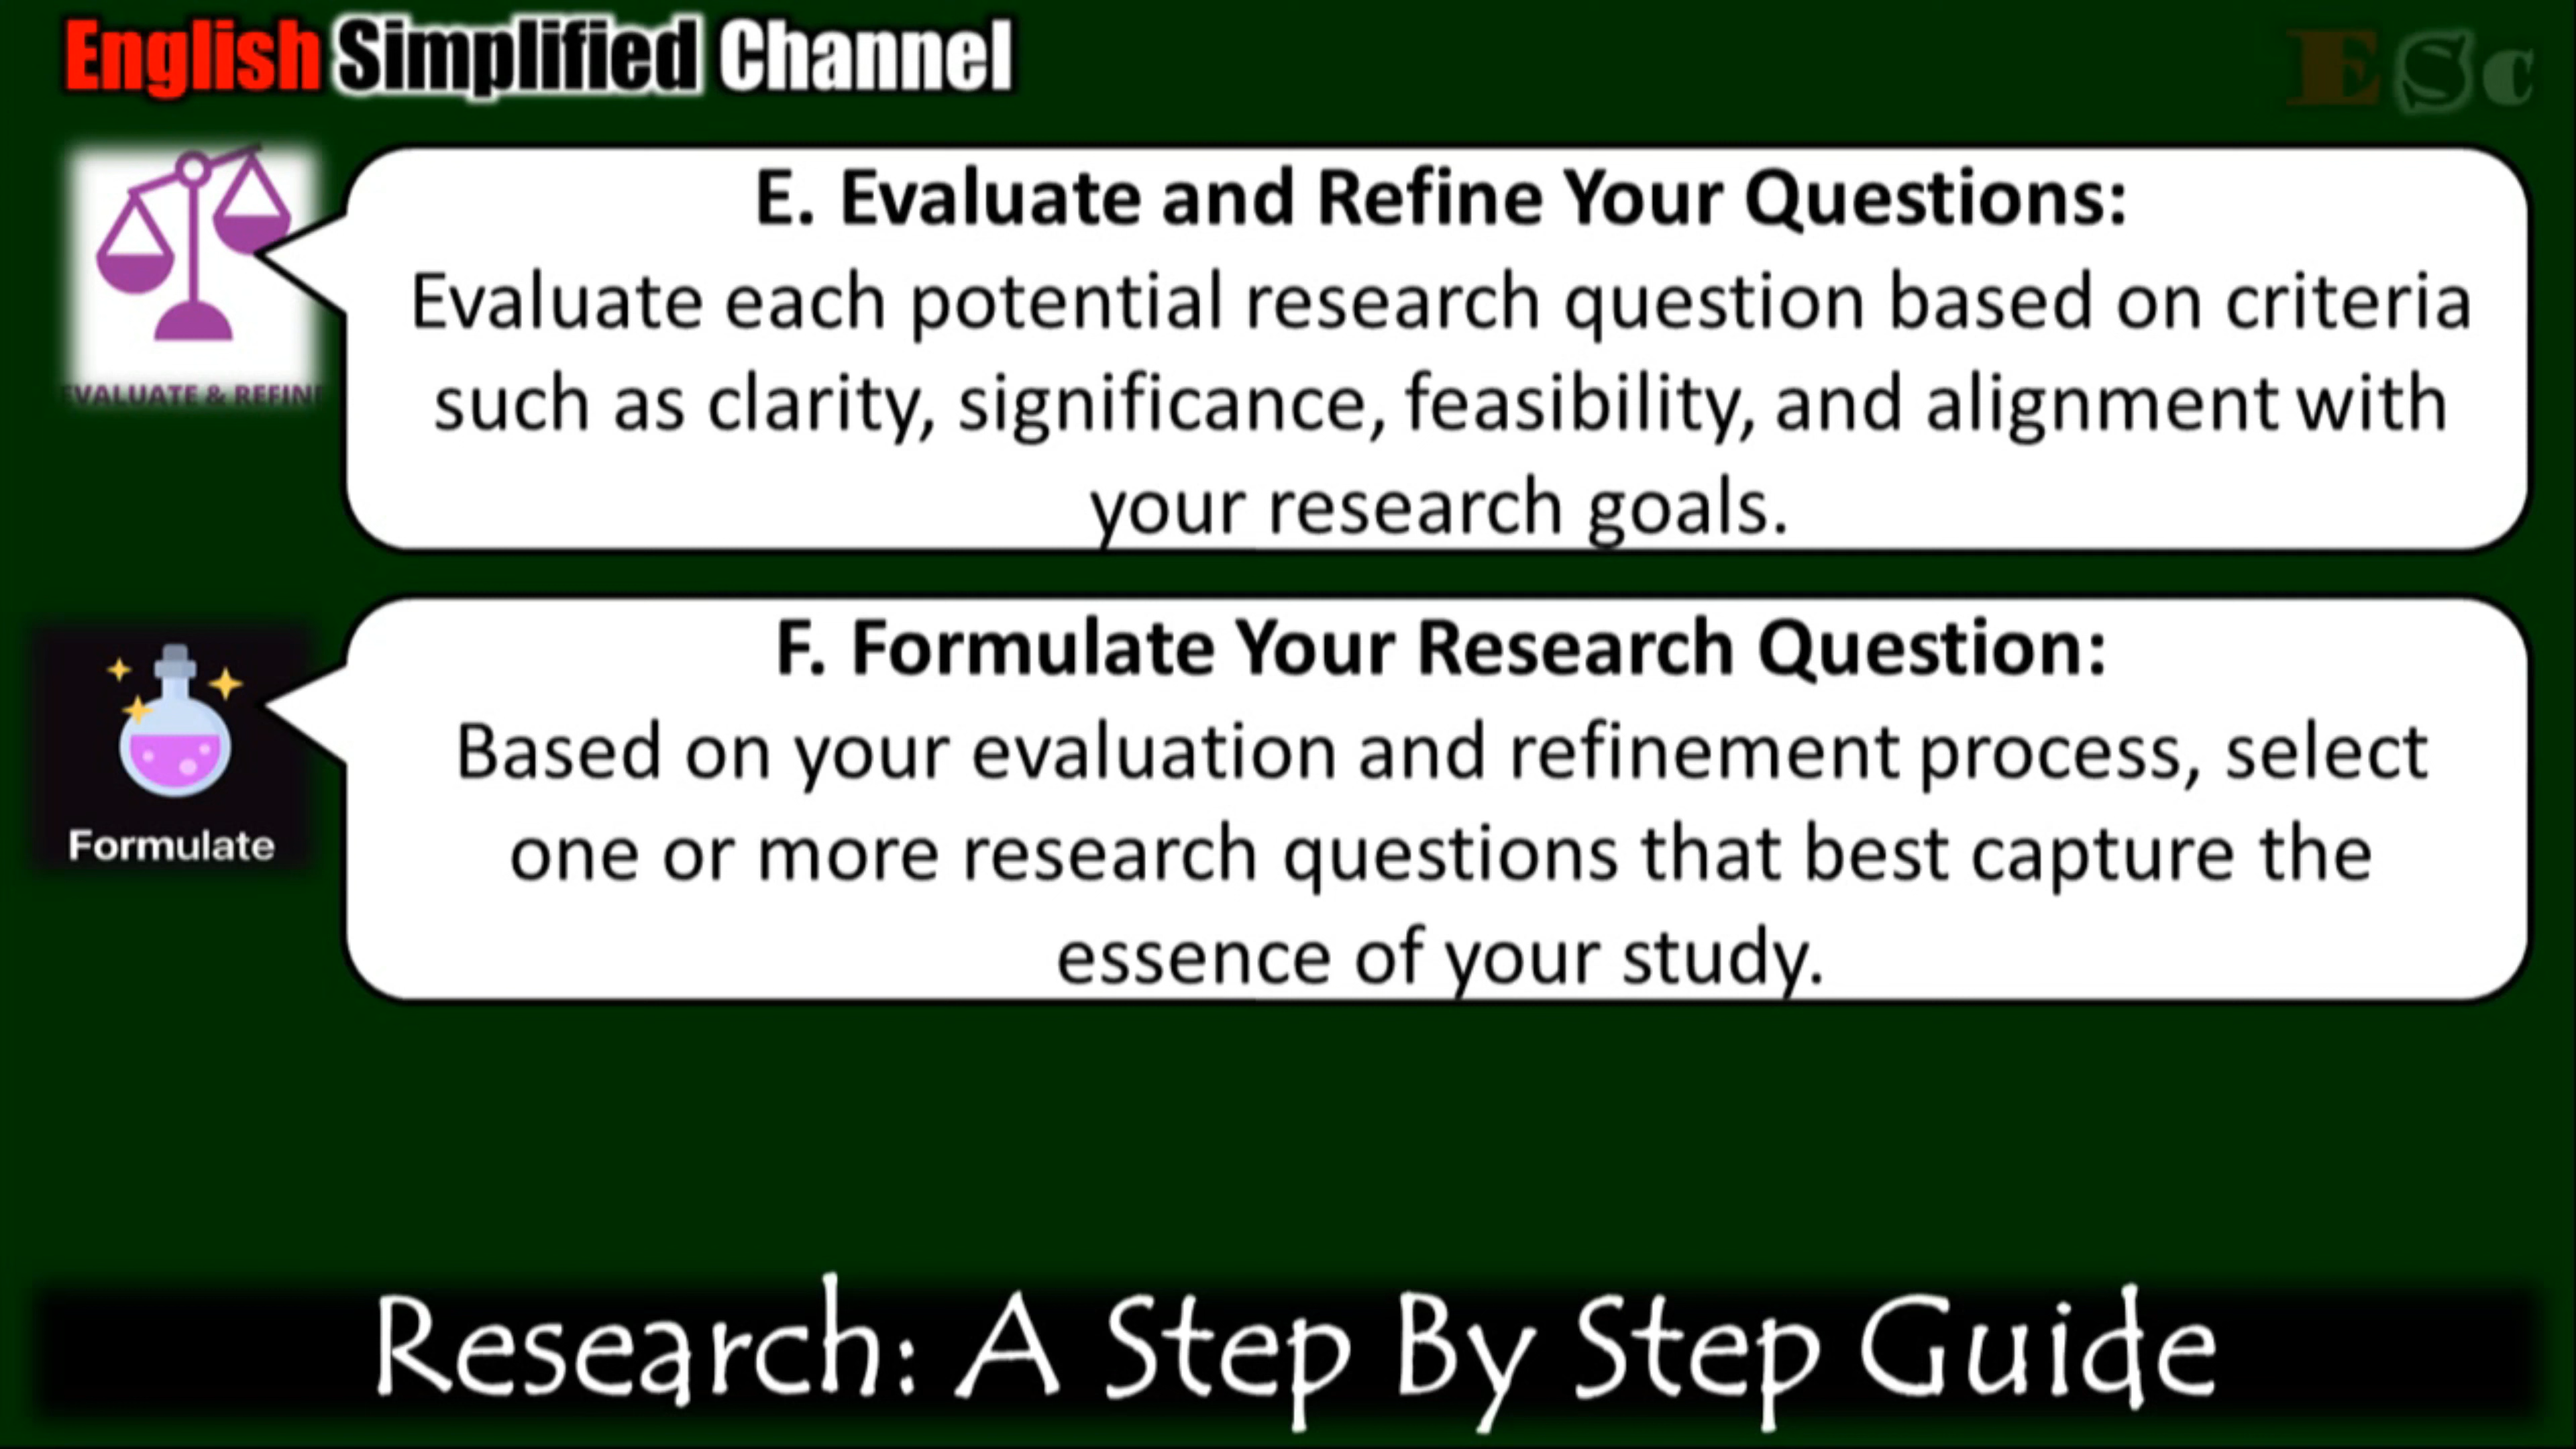 English Simplified Channel
ESc
E. Evaluate and Refine Your Questions:
Evaluate each potential research question based on criteria
such as clarity, significance, feasibility, and alignment with
your research goals.
EVALUATE & REFINE
F. Formulate Your Research Question:
Based on your evaluation and refinement process, select
one or more research questions that best capture the
essence of your study.
Formulate
Research: A Step By Step Guide